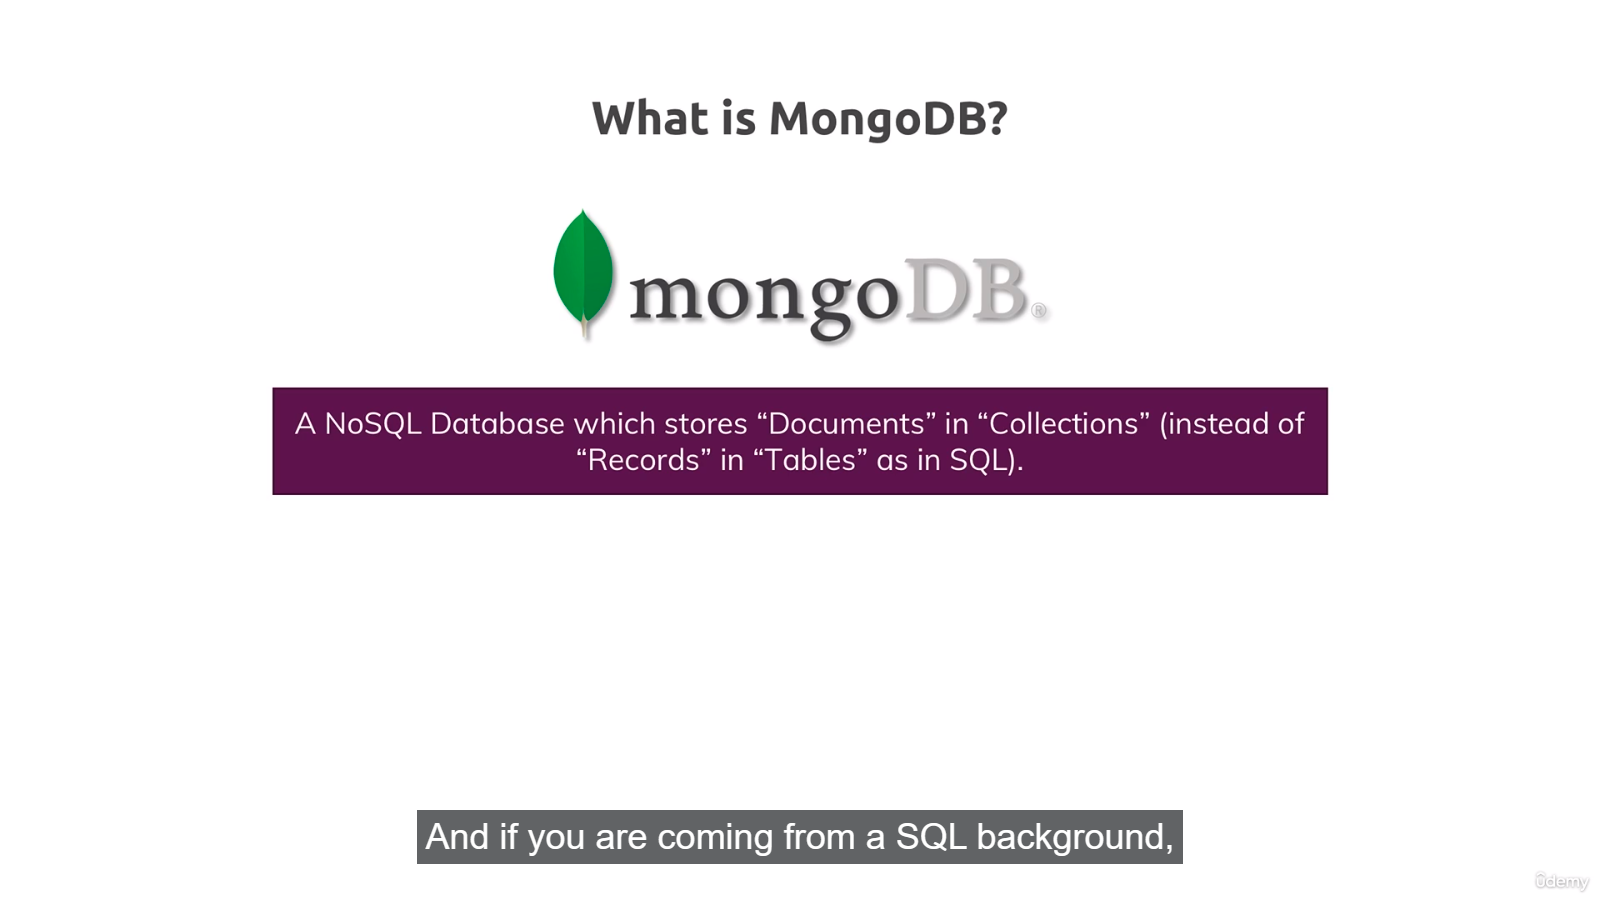 What is MongoDB?
mongoDB®
A NoSQL Database which stores “Documents” in “Collections” (instead of
“Records” in “Tables” as in SQL).
And if you are coming from a SQL background,
ûdemy